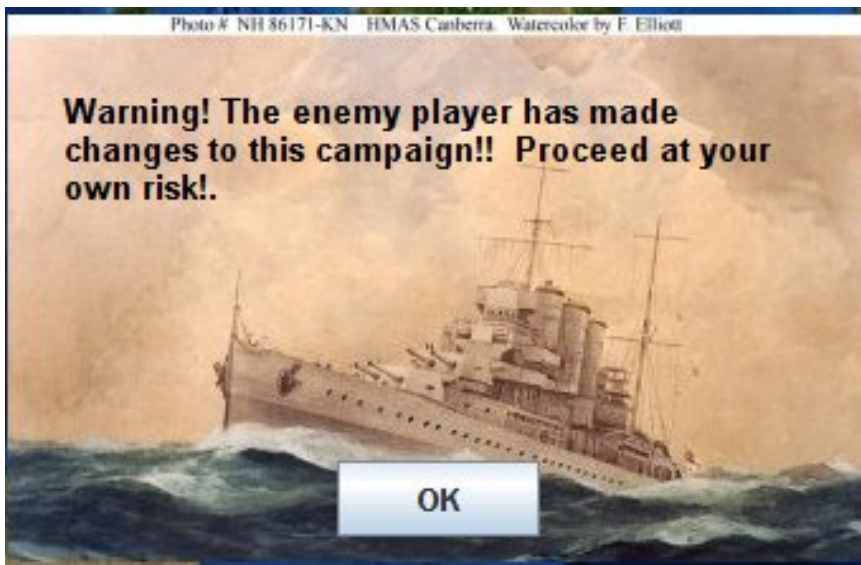 Photo # NH 86171-KN HMAS Canberra. Watercolor by F. Elliott
Warning! The enemy player has made
changes to this campaign!!  Proceed at your
own risk!.
OK